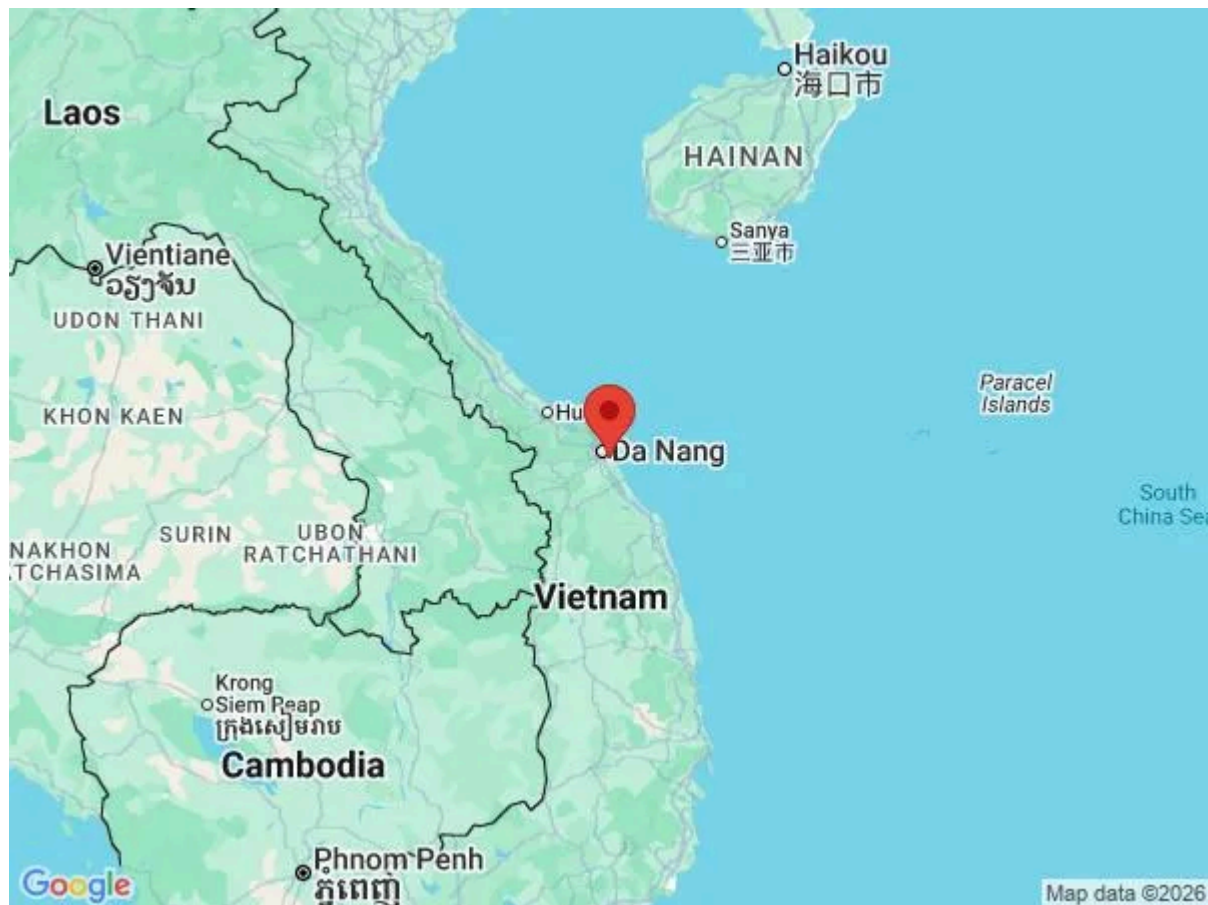 Haikou
海口市
Laos
HAINAN
Sanya
三亚市
Vientiane
ວຽງຈັນ
UDON THANI
Paracel
Islands
KHON KAEN
Hu
Da Nang
South
China Sea
SURIN
UBON
RATCHATHANI
NAKHON
TCHASIMA
Vietnam
Krong
Siem Reap
ក្រុងសៀមរាប
Cambodia
Phnom Penh
ភ្នំពេញ
Google
Map data ©2026